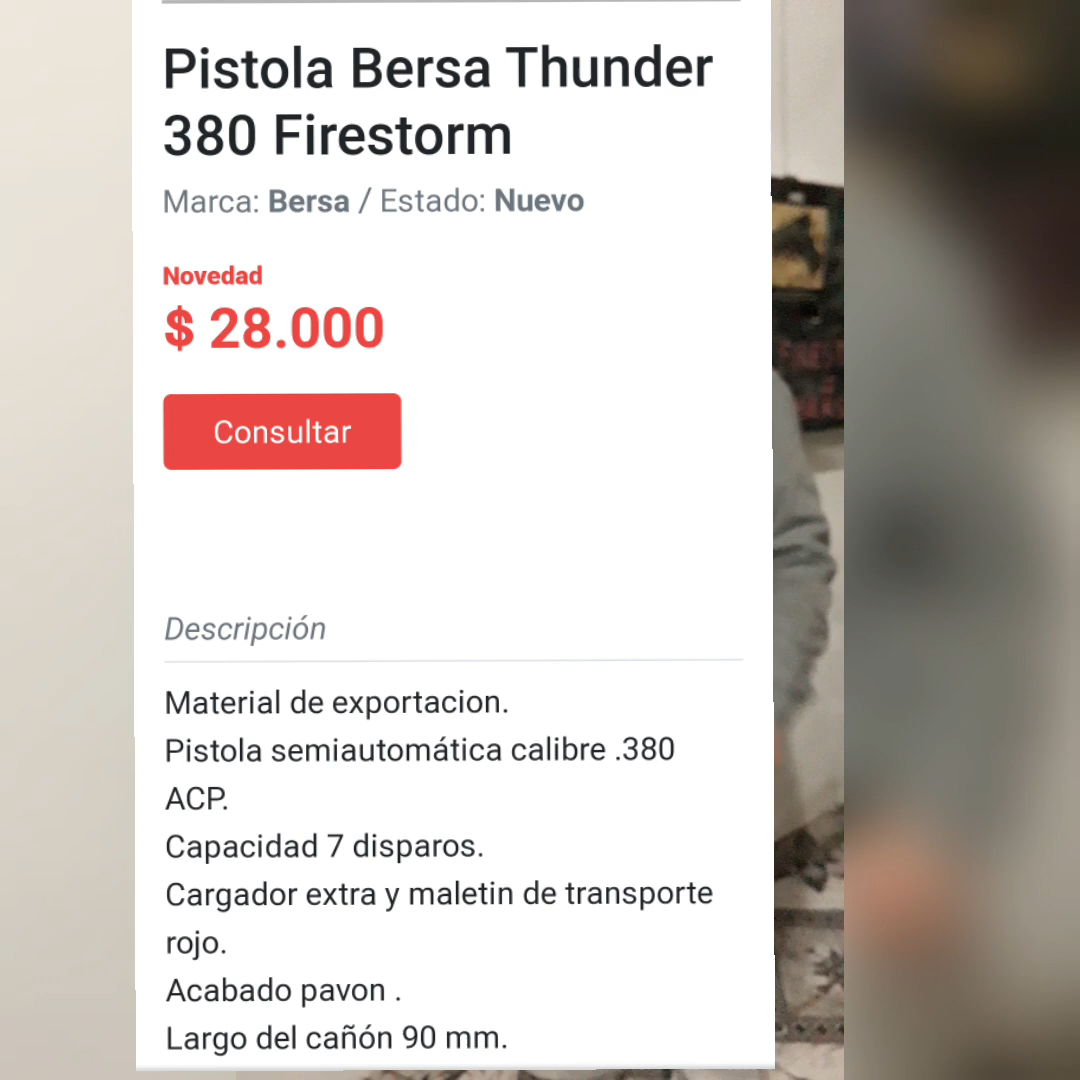 Pistola Bersa Thunder
380 Firestorm
Marca: Bersa / Estado: Nuevo
Novedad
$ 28.000
Consultar
Descripción
Material de exportacion.
Pistola semiautomática calibre .380
ACP.
Capacidad 7 disparos.
Cargador extra y maletin de transporte
rojo.
Acabado pavon .
Largo del cañón 90 mm.